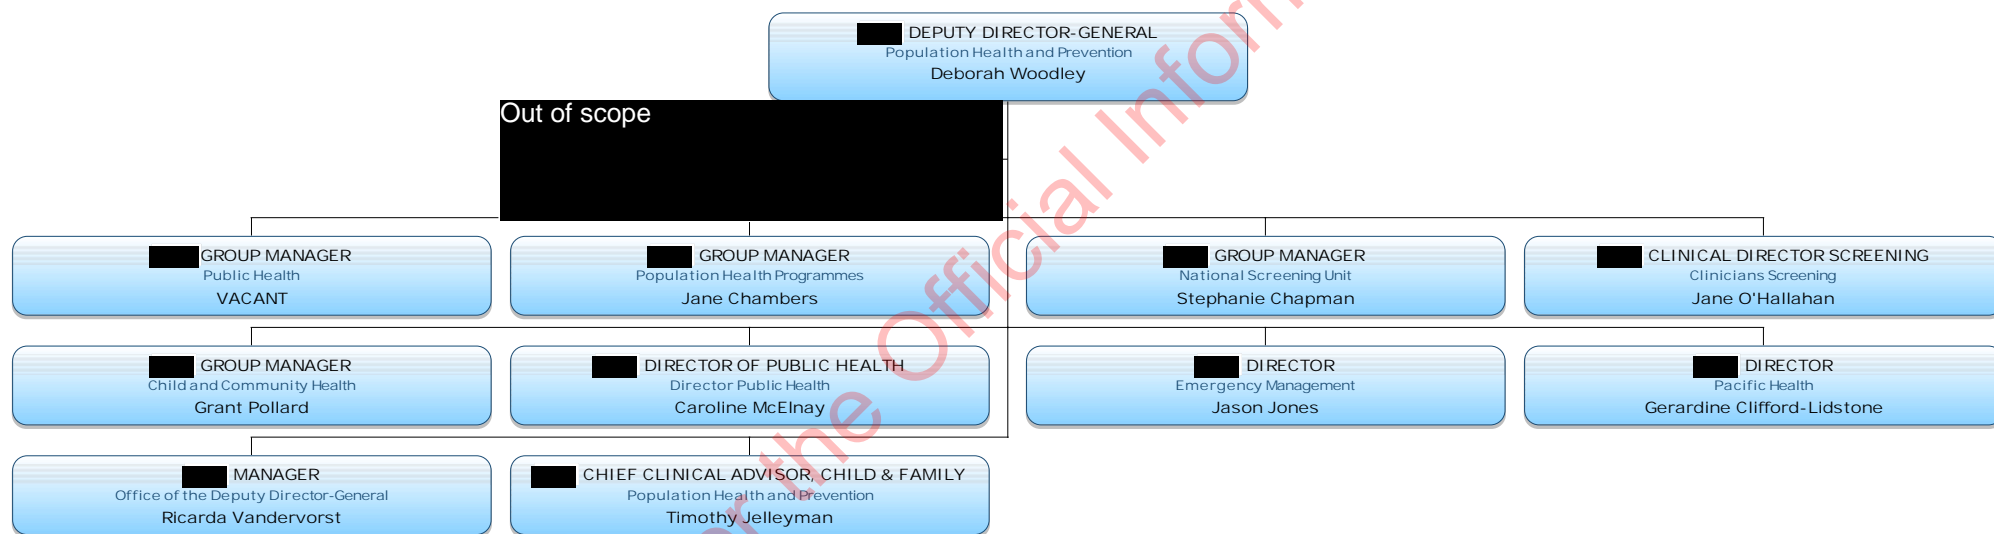 DEPUTY DIRECTOR-GENERAL
Population Health and Prevention
Deborah Woodley
Out of scope
GROUP MANAGER
Public Health
VACANT
GROUP MANAGER
Population Health Programmes
Jane Chambers
GROUP MANAGER
National Screening Unit
Stephanie Chapman
CLINICAL DIRECTOR SCREENING
Clinicians Screening
Jane O'Hallahan
GROUP MANAGER
Child and Community Health
Grant Pollard
DIRECTOR OF PUBLIC HEALTH
Director Public Health
Caroline McElnay
DIRECTOR
Emergency Management
Jason Jones
DIRECTOR
Pacific Health
Gerardine Clifford-Lidstone
MANAGER
Office of the Deputy Director-General
Ricarda Vandervorst
CHIEF CLINICAL ADVISOR, CHILD & FAMILY
Population Health and Prevention
Timothy Jelleyman
the Official